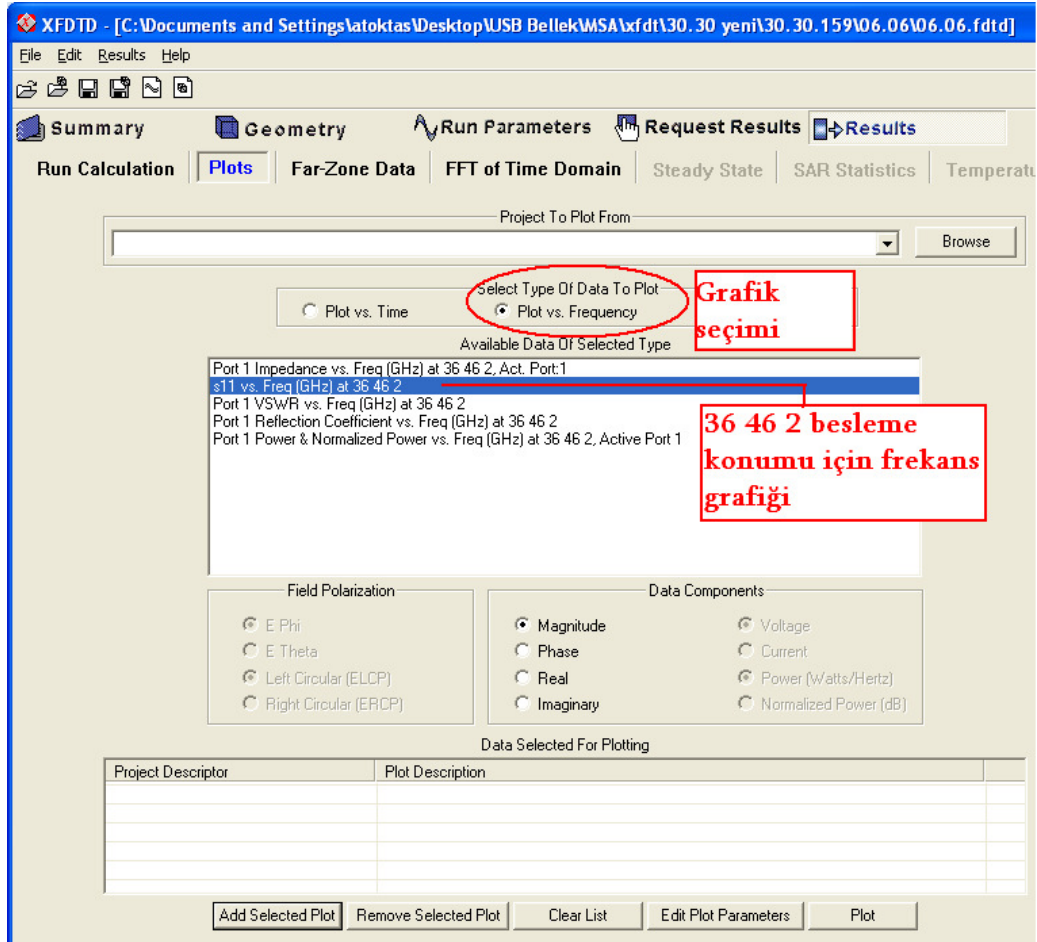 XFDTD - [C:\Documents and Settings\atoktas\Desktop\USB Bellek\MSA\xfdt\30.30 yeni\30.30.159\06.06\06.06.fdtd]
File Edit Results Help
Summary Geometry Run Parameters Request Results Results
Run Calculation Plots Far-Zone Data FFT of Time Domain Steady State SAR Statistics Temperatu
Project To Plot From
Browse
Select Type Of Data To Plot
Plot vs. Time Plot vs. Frequency
Grafik
seçimi
Available Data Of Selected Type
Port 1 Impedance vs. Freq (GHz) at 36 46 2, Act. Port:1
s11 vs. Freq (GHz) at 36 46 2
Port 1 VSWR vs. Freq (GHz) at 36 46 2
Port 1 Reflection Coefficient vs. Freq (GHz) at 36 46 2
Port 1 Power & Normalized Power vs. Freq (GHz) at 36 46 2, Active Port 1
36 46 2 besleme
konumu için frekans
grafiği
Field Polarization
E Phi
E Theta
Left Circular (ELCP)
Right Circular (ERCP)
Data Components
Magnitude Voltage
Phase Current
Real Power (Watts/Hertz)
Imaginary Normalized Power (dB)
Data Selected For Plotting
Project Descriptor Plot Description
Add Selected Plot Remove Selected Plot Clear List Edit Plot Parameters Plot